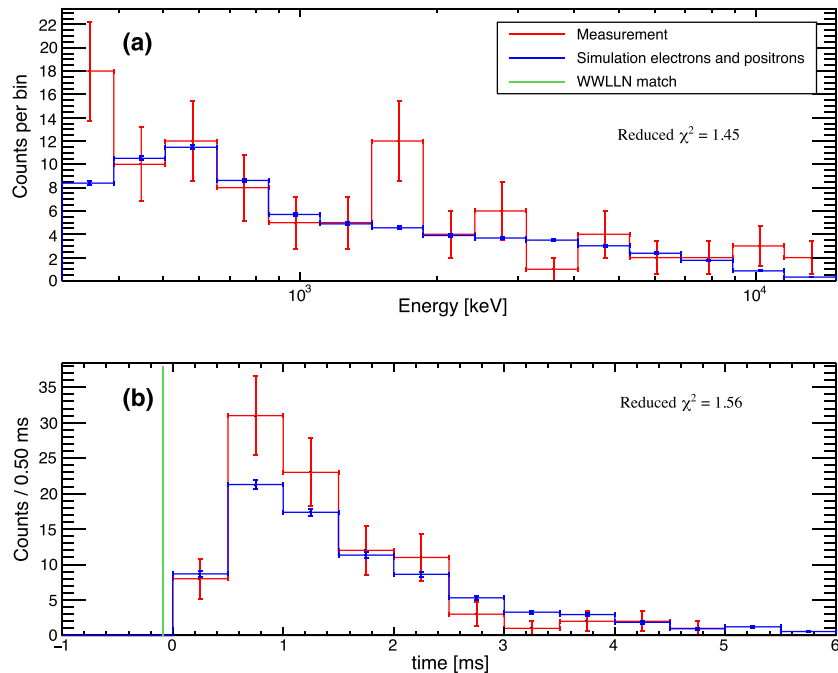 (a)
Measurement
Simulation electrons and positrons
WWLLN match
Reduced χ² = 1.45
Counts per bin
22
20
18
16
14
12
10
8
6
4
2
0
10³
10⁴
Energy [keV]
(b)
Reduced χ² = 1.56
Counts / 0.50 ms
35
30
25
20
15
10
5
0
−1 0 1 2 3 4 5 6
time [ms]